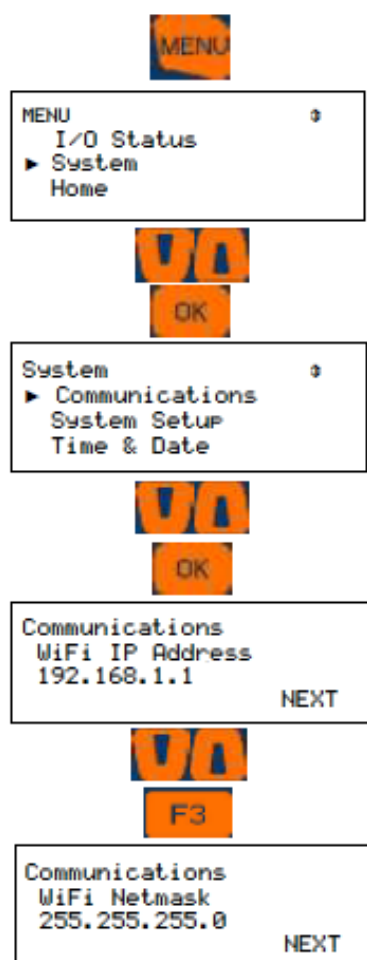 MENU
MENU
I/O Status
► System
Home
OK
System
► Communications
System Setup
Time & Date
OK
Communications
WiFi IP Address
192.168.1.1
NEXT
F3
Communications
WiFi Netmask
255.255.255.0
NEXT